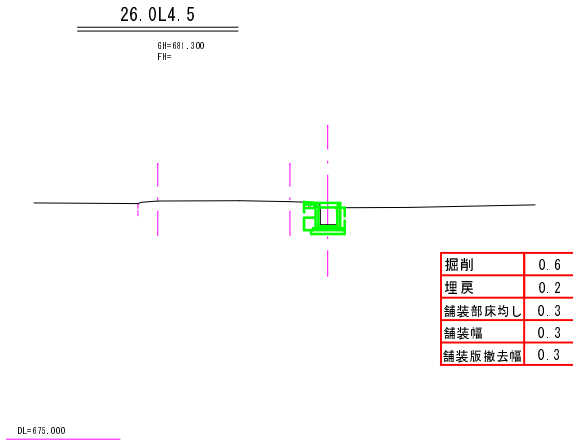 26.0L4.5
GH=681.300
FH=
掘削 0.6
埋戻 0.2
舗装部床均し 0.3
舗装幅 0.3
舗装版撤去幅 0.3
DL=675.000